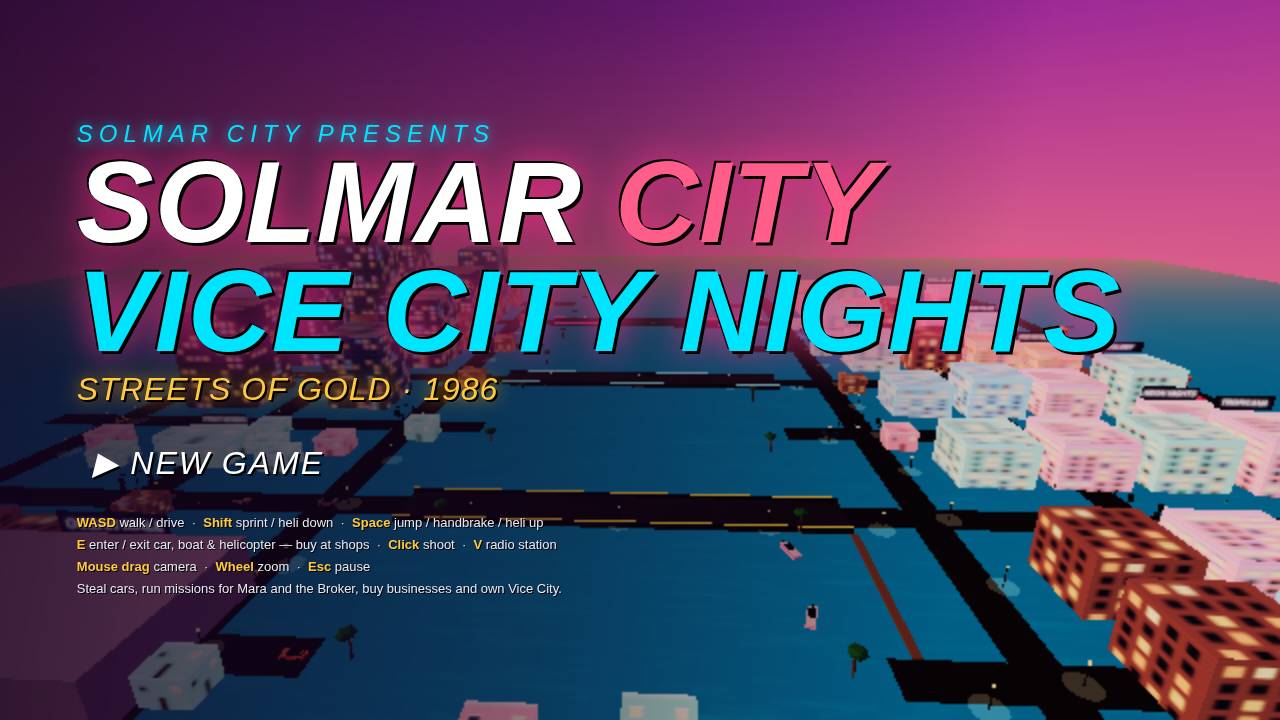 SOLMAR CITY PRESENTS
SOLMAR CITY
VICE CITY NIGHTS
STREETS OF GOLD · 1986
▶ NEW GAME
WASD walk / drive · Shift sprint / heli down · Space jump / handbrake / heli up
E enter / exit car, boat & helicopter — buy at shops · Click shoot · V radio station
Mouse drag camera · Wheel zoom · Esc pause
Steal cars, run missions for Mara and the Broker, buy businesses and own Vice City.